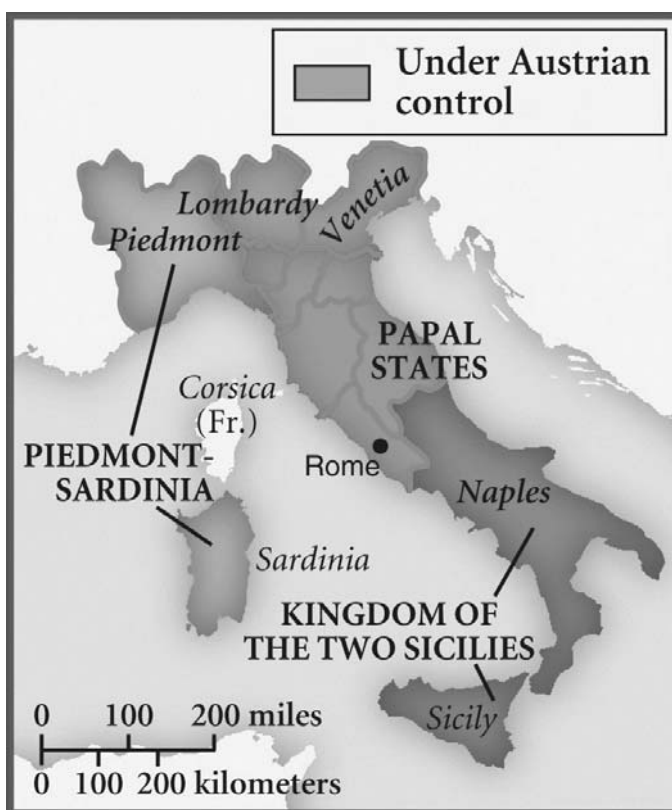 Under Austrian
control
Lombardy
Venetia
Piedmont
PAPAL
STATES
Corsica
(Fr.)
PIEDMONT-
SARDINIA
Rome
Naples
Sardinia
KINGDOM OF
THE TWO SICILIES
Sicily
0 100 200 miles
0 100 200 kilometers